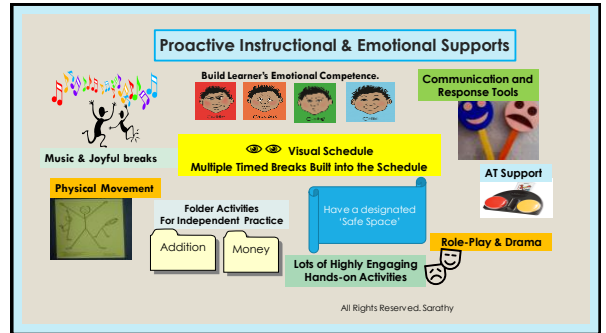 Proactive Instructional & Emotional Supports
Build Learner's Emotional Competence.
Communication and
Response Tools
Music & Joyful breaks
Visual Schedule
Multiple Timed Breaks Built into the Schedule
AT Support
Physical Movement
Folder Activities
For Independent Practice
Addition
Money
Have a designated
'Safe Space'
Role-Play & Drama
Lots of Highly Engaging
Hands-on Activities
All Rights Reserved. Sarathy